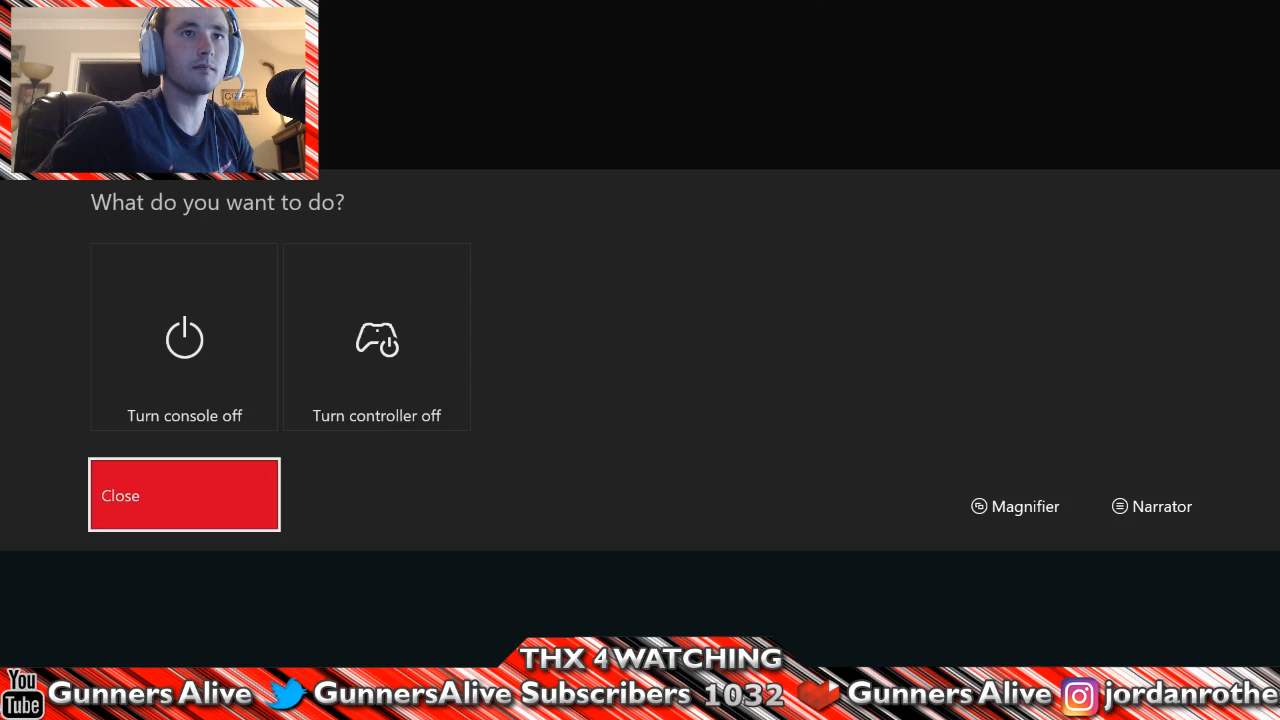 What do you want to do?
Turn console off
Turn controller off
Close
Magnifier
Narrator
THX 4 WATCHING
You Tube Gunners Alive GunnersAlive Subscribers 1032 Gunners Alive jordanrothe